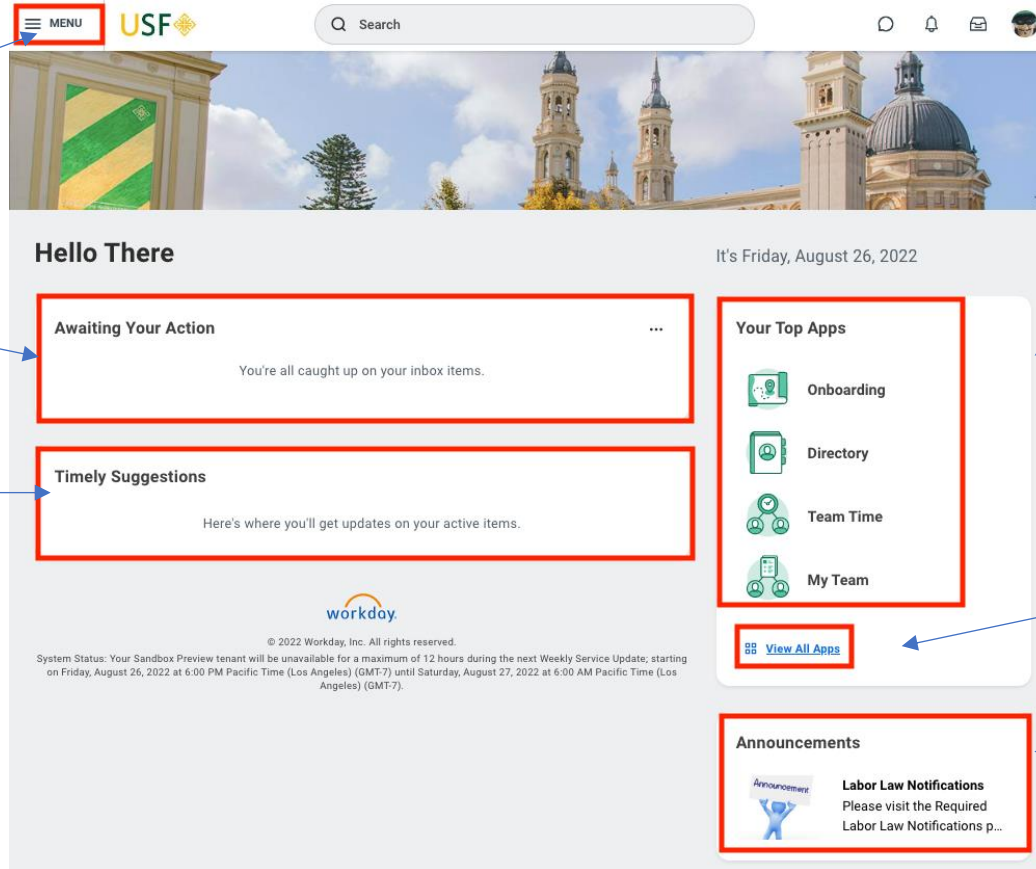 MENU
USF
Search
Hello There
It's Friday, August 26, 2022
Awaiting Your Action
You're all caught up on your inbox items.
Timely Suggestions
Here's where you'll get updates on your active items.
workday.
© 2022 Workday, Inc. All rights reserved.
System Status: Your Sandbox Preview tenant will be unavailable for a maximum of 12 hours during the next Weekly Service Update; starting
on Friday, August 26, 2022 at 6:00 PM Pacific Time (Los Angeles) (GMT-7) until Saturday, August 27, 2022 at 6:00 AM Pacific Time (Los
Angeles) (GMT-7).
Your Top Apps
Onboarding
Directory
Team Time
My Team
View All Apps
Announcements
Announcement
Labor Law Notifications
Please visit the Required
Labor Law Notifications p...